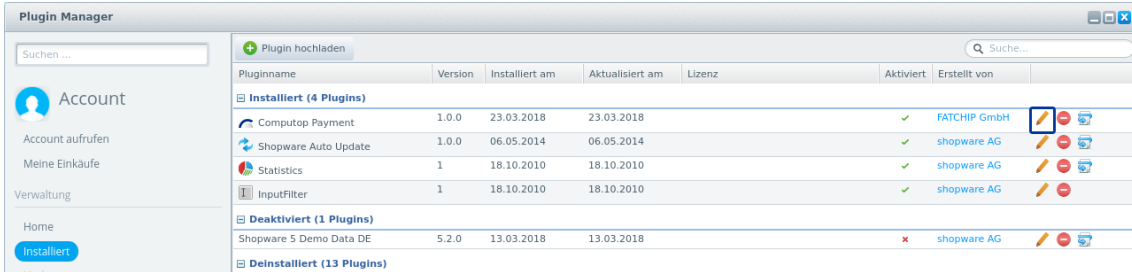 Plugin Manager
Suchen ...
Account
Account aufrufen
Meine Einkäufe
Verwaltung
Home
Installiert
Plugin hochladen
Suche...
Pluginname Version Installiert am Aktualisiert am Lizenz Aktiviert Erstellt von
Installiert (4 Plugins)
Computop Payment 1.0.0 23.03.2018 23.03.2018 FATCHIP GmbH
Shopware Auto Update 1.0.0 06.05.2014 06.05.2014 shopware AG
Statistics 1 18.10.2010 18.10.2010 shopware AG
InputFilter 1 18.10.2010 18.10.2010 shopware AG
Deaktiviert (1 Plugins)
Shopware 5 Demo Data DE 5.2.0 13.03.2018 13.03.2018 shopware AG
Deinstalliert (13 Plugins)